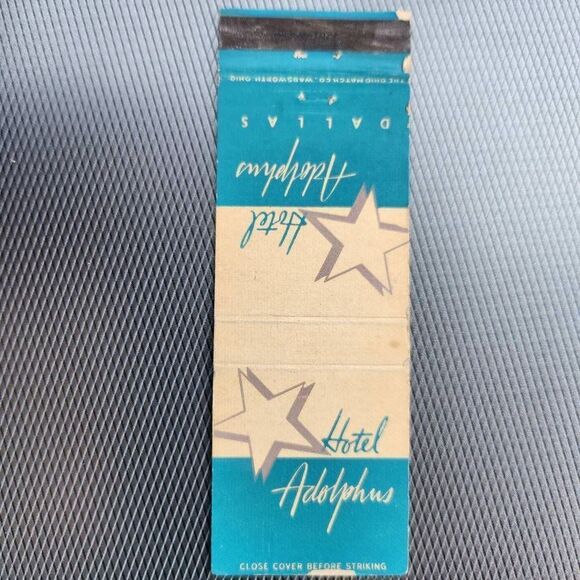 THE OHIO MATCH CO. WADSWORTH OHIO
DALLAS
Adolphus
Hotel
Hotel
Adolphus
CLOSE COVER BEFORE STRIKING